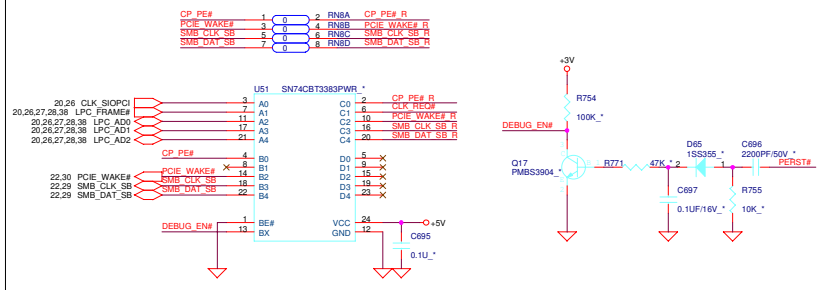 CP_PE# 1 0 2 RN8A CP_PE#_R
PCIE_WAKE# 3 0 4 RN8B PCIE_WAKE#_R
SMB_CLK_SB 5 0 6 RN8C SMB_CLK_SB_R
SMB_DAT_SB 7 0 8 RN8D SMB_DAT_SB_R
U51 SN74CBT3383PWR_*
20,26 CLK_SIOPCI 3 A0 C0 2 CP_PE#_R
20,26,27,28,38 LPC_FRAME# 7 A1 C1 6 CLK_REQ#
20,26,27,28,38 LPC_AD0 11 A2 C2 10 PCIE_WAKE#_R
20,26,27,28,38 LPC_AD1 17 A3 C3 16 SMB_CLK_SB_R
20,26,27,28,38 LPC_AD2 21 A4 C4 20 SMB_DAT_SB_R
CP_PE# 4 B0 D0 5
8 B1 D1 9
22,30 PCIE_WAKE# PCIE_WAKE# 14 B2 D2 15
22,29 SMB_CLK_SB SMB_CLK_SB 18 B3 D3 19
22,29 SMB_DAT_SB SMB_DAT_SB 22 B4 D4 23
1 BE# VCC 24 +5V
DEBUG_EN# 13 BX GND 12
C695
0.1U_*
+3V
R754
100K_*
DEBUG_EN#
Q17
PMBS3904_*
R771 47K_*
D65
1SS355_*
2 1
C696
2200PF/50V_*
PERST#
C697
0.1UF/16V_*
R755
10K_*